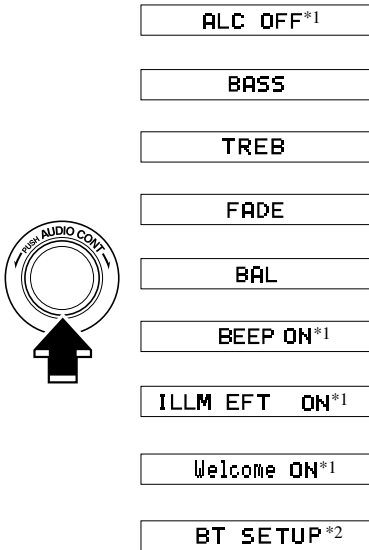 ALC OFF*1
BASS
TREB
FADE
PUSH AUDIO CONT
BAL
BEEP ON*1
ILLM EFT ON*1
Welcome ON*1
BT SETUP*2